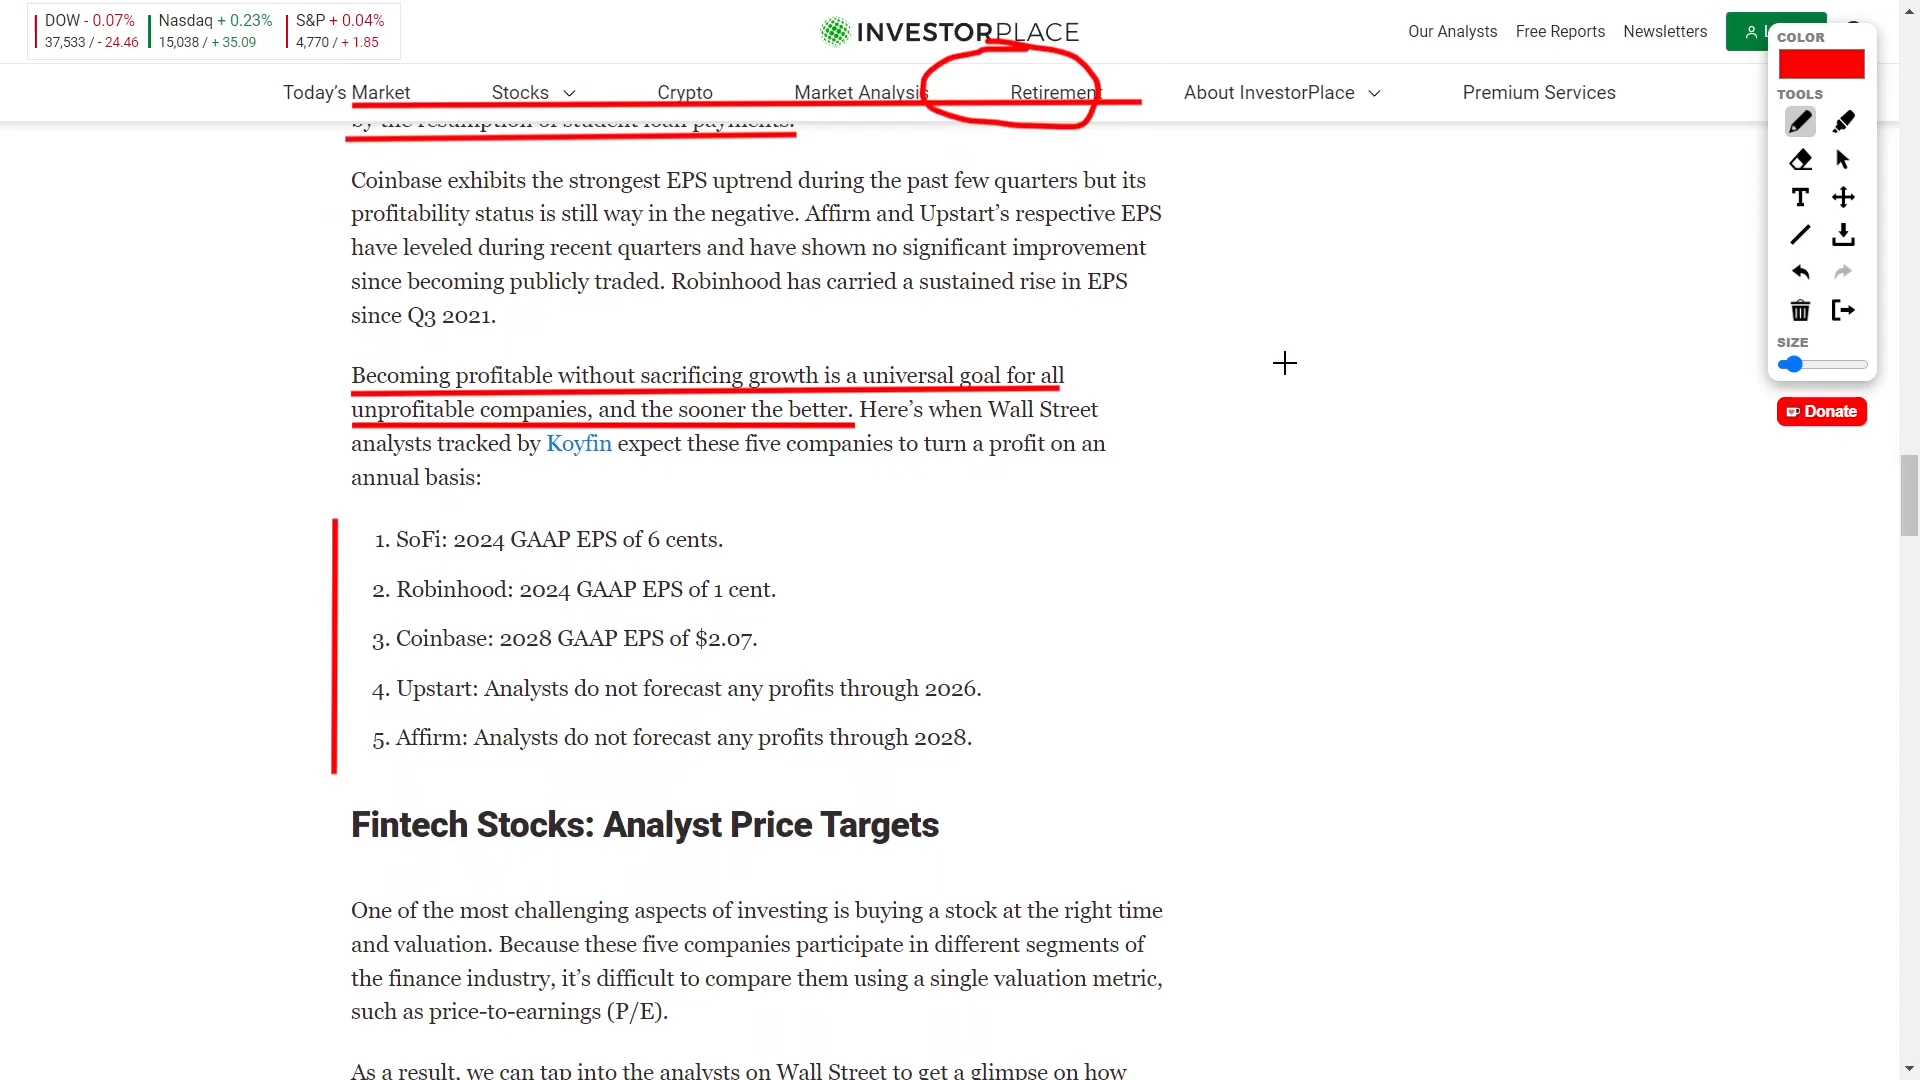 DOW - 0.07% Nasdaq + 0.23% S&P + 0.04%
37,533 / - 24.46 15,038 / + 35.09 4,770 / + 1.85
INVESTORPLACE
Our Analysts Free Reports Newsletters
Today's Market Stocks Crypto Market Analysis Retirement About InvestorPlace Premium Services
by the resumption of student loan payments.
Coinbase exhibits the strongest EPS uptrend during the past few quarters but its
profitability status is still way in the negative. Affirm and Upstart's respective EPS
have leveled during recent quarters and have shown no significant improvement
since becoming publicly traded. Robinhood has carried a sustained rise in EPS
since Q3 2021.
Becoming profitable without sacrificing growth is a universal goal for all
unprofitable companies, and the sooner the better. Here's when Wall Street
analysts tracked by Koyfin expect these five companies to turn a profit on an
annual basis:
1. SoFi: 2024 GAAP EPS of 6 cents.
2. Robinhood: 2024 GAAP EPS of 1 cent.
3. Coinbase: 2028 GAAP EPS of $2.07.
4. Upstart: Analysts do not forecast any profits through 2026.
5. Affirm: Analysts do not forecast any profits through 2028.
Fintech Stocks: Analyst Price Targets
One of the most challenging aspects of investing is buying a stock at the right time
and valuation. Because these five companies participate in different segments of
the finance industry, it's difficult to compare them using a single valuation metric,
such as price-to-earnings (P/E).
As a result, we can tap into the analysts on Wall Street to get a glimpse on how
COLOR
TOOLS
T
SIZE
Donate